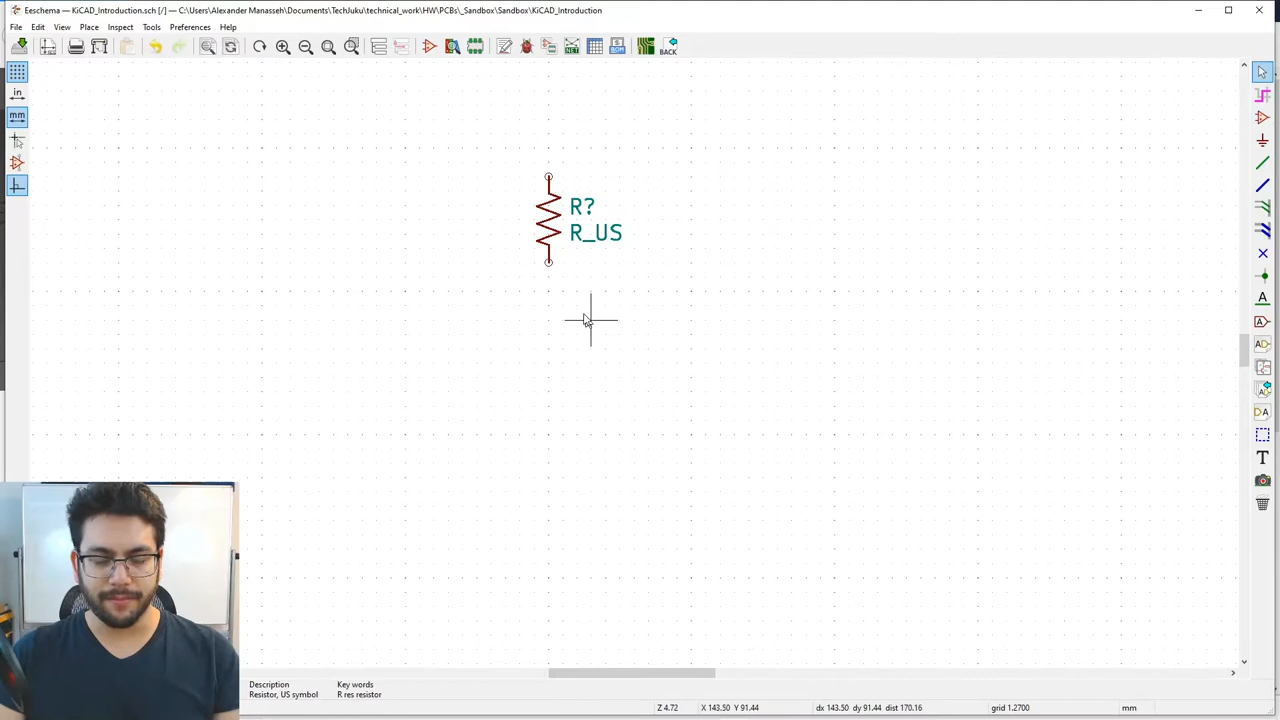 Eeschema — KiCAD_Introduction.sch [/] — C:\Users\Alexander Manasseh\Documents\TechJuku\technical_work\HW\PCBs\_Sandbox\Sandbox\KiCAD_Introduction
File Edit View Place Inspect Tools Preferences Help
BACK
in
mm
R?
R_US
Description Key words
Resistor, US symbol R res resistor
Z 4.72 X 143.50 Y 91.44 dx 143.50 dy 91.44 dist 170.16 grid 1.2700 mm